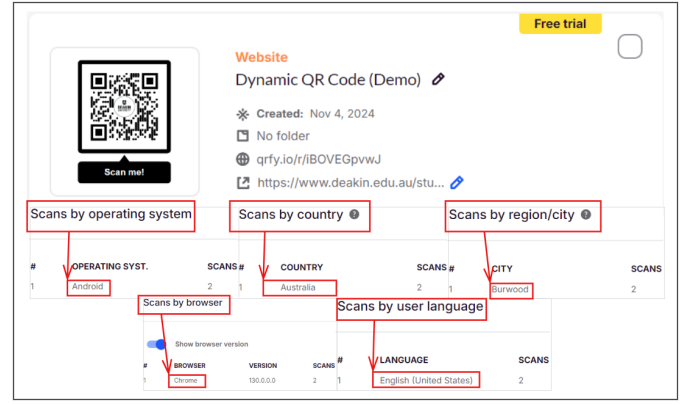 Free trial
Website
Dynamic QR Code (Demo)
Created: Nov 4, 2024
No folder
qrfy.io/r/iBOVEGpvwJ
https://www.deakin.edu.au/stu...
Scan me!
Scans by operating system
Scans by country
Scans by region/city
# OPERATING SYST. SCANS
1 Android 2
# COUNTRY SCANS
1 Australia 2
# CITY SCANS
1 Burwood 2
Scans by browser
Show browser version
# BROWSER VERSION SCANS
1 Chrome 130.0.0.0 2
Scans by user language
# LANGUAGE SCANS
1 English (United States) 2